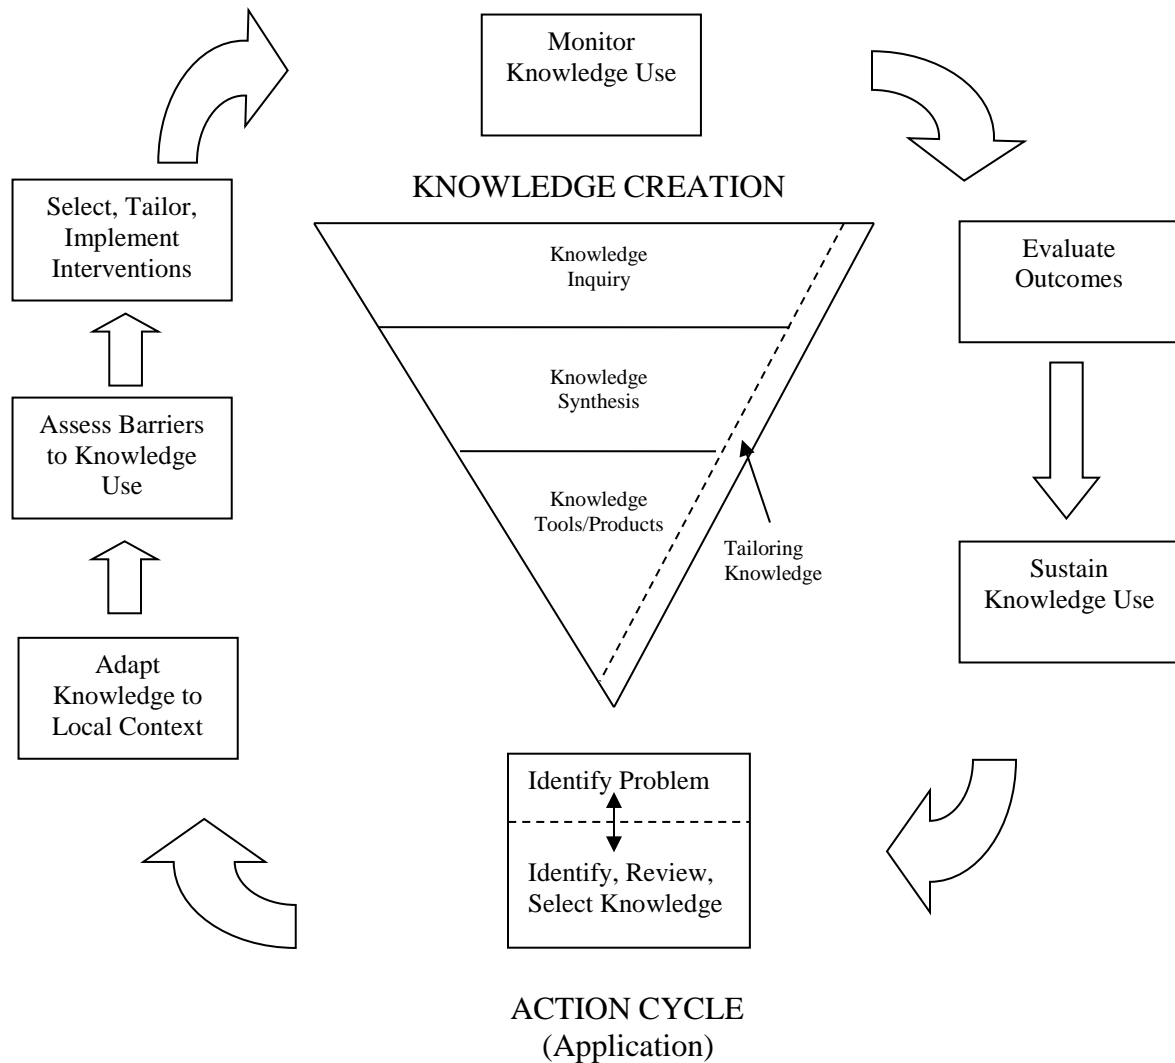 Monitor
Knowledge Use
KNOWLEDGE CREATION
Select, Tailor,
Implement
Interventions
Knowledge
Inquiry
Evaluate
Outcomes
Knowledge
Synthesis
Assess Barriers
to Knowledge
Use
Knowledge
Tools/Products
Tailoring
Knowledge
Sustain
Knowledge Use
Adapt
Knowledge to
Local Context
Identify Problem
Identify, Review,
Select Knowledge
ACTION CYCLE
(Application)